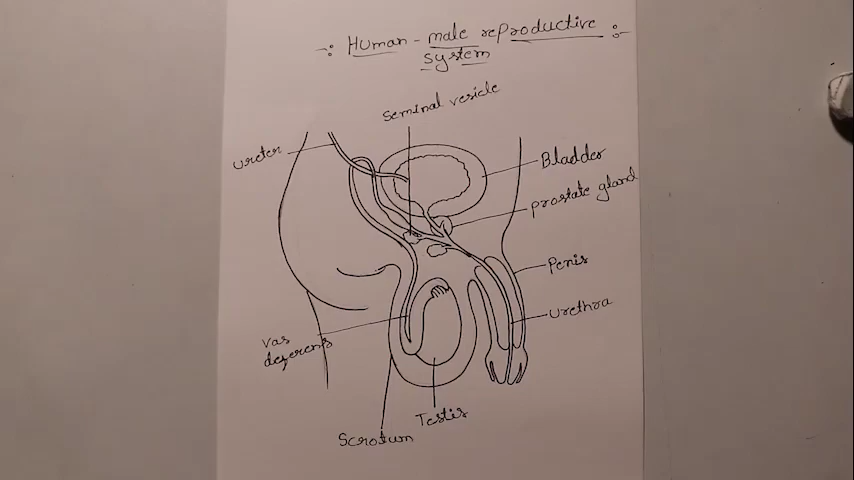 Human-male reproductive
system
Seminal vesicle
Ureter
Bladder
Prostate gland
Penis
Urethra
Vas
deferens
Testis
Scrotum